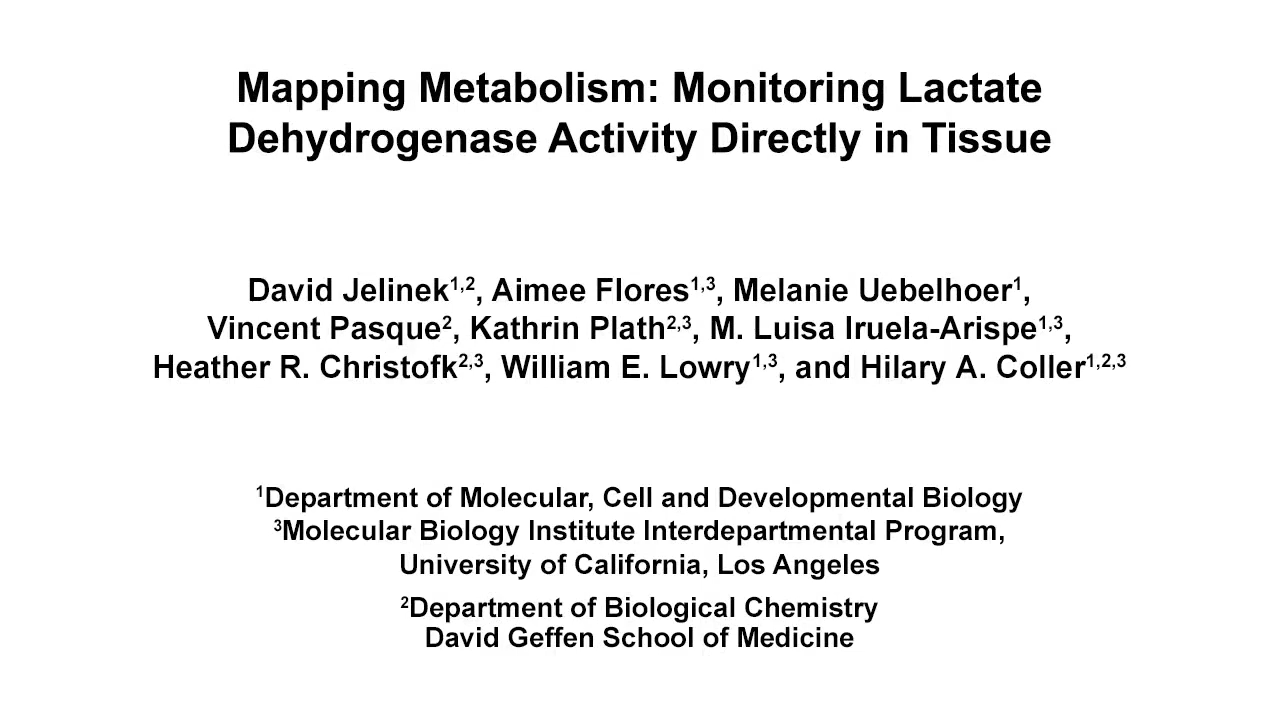 Mapping Metabolism: Monitoring Lactate
Dehydrogenase Activity Directly in Tissue
David Jelinek1,2, Aimee Flores1,3, Melanie Uebelhoer1,
Vincent Pasque2, Kathrin Plath2,3, M. Luisa Iruela-Arispe1,3,
Heather R. Christofk2,3, William E. Lowry1,3, and Hilary A. Coller1,2,3
1Department of Molecular, Cell and Developmental Biology
3Molecular Biology Institute Interdepartmental Program,
University of California, Los Angeles
2Department of Biological Chemistry
David Geffen School of Medicine